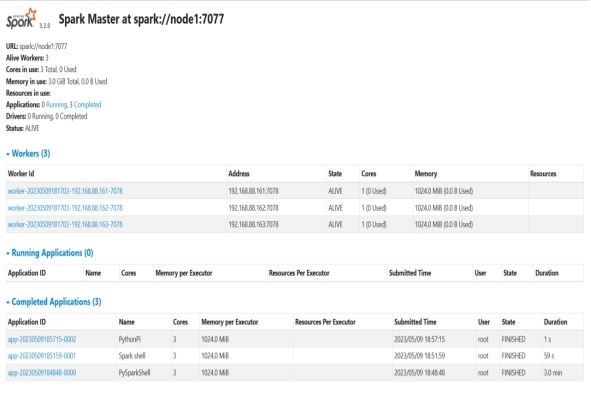 APACHE Spark 3.2.0 Spark Master at spark://node1:7077
URL: spark://node1:7077
Alive Workers: 3
Cores in use: 3 Total, 0 Used
Memory in use: 3.0 GiB Total, 0.0 B Used
Resources in use:
Applications: 0 Running, 3 Completed
Drivers: 0 Running, 0 Completed
Status: ALIVE
Workers (3)
Worker Id Address State Cores Memory Resources
worker-20230509181703-192.168.88.161-7078 192.168.88.161:7078 ALIVE 1 (0 Used) 1024.0 MiB (0.0 B Used)
worker-20230509181703-192.168.88.162-7078 192.168.88.162:7078 ALIVE 1 (0 Used) 1024.0 MiB (0.0 B Used)
worker-20230509181703-192.168.88.163-7078 192.168.88.163:7078 ALIVE 1 (0 Used) 1024.0 MiB (0.0 B Used)
Running Applications (0)
Application ID Name Cores Memory per Executor Resources Per Executor Submitted Time User State Duration
Completed Applications (3)
Application ID Name Cores Memory per Executor Resources Per Executor Submitted Time User State Duration
app-20230509185715-0002 PythonPi 3 1024.0 MiB 2023/05/09 18:57:15 root FINISHED 1 s
app-20230509185159-0001 Spark shell 3 1024.0 MiB 2023/05/09 18:51:59 root FINISHED 59 s
app-20230509184848-0000 PySparkShell 3 1024.0 MiB 2023/05/09 18:48:48 root FINISHED 3.0 min